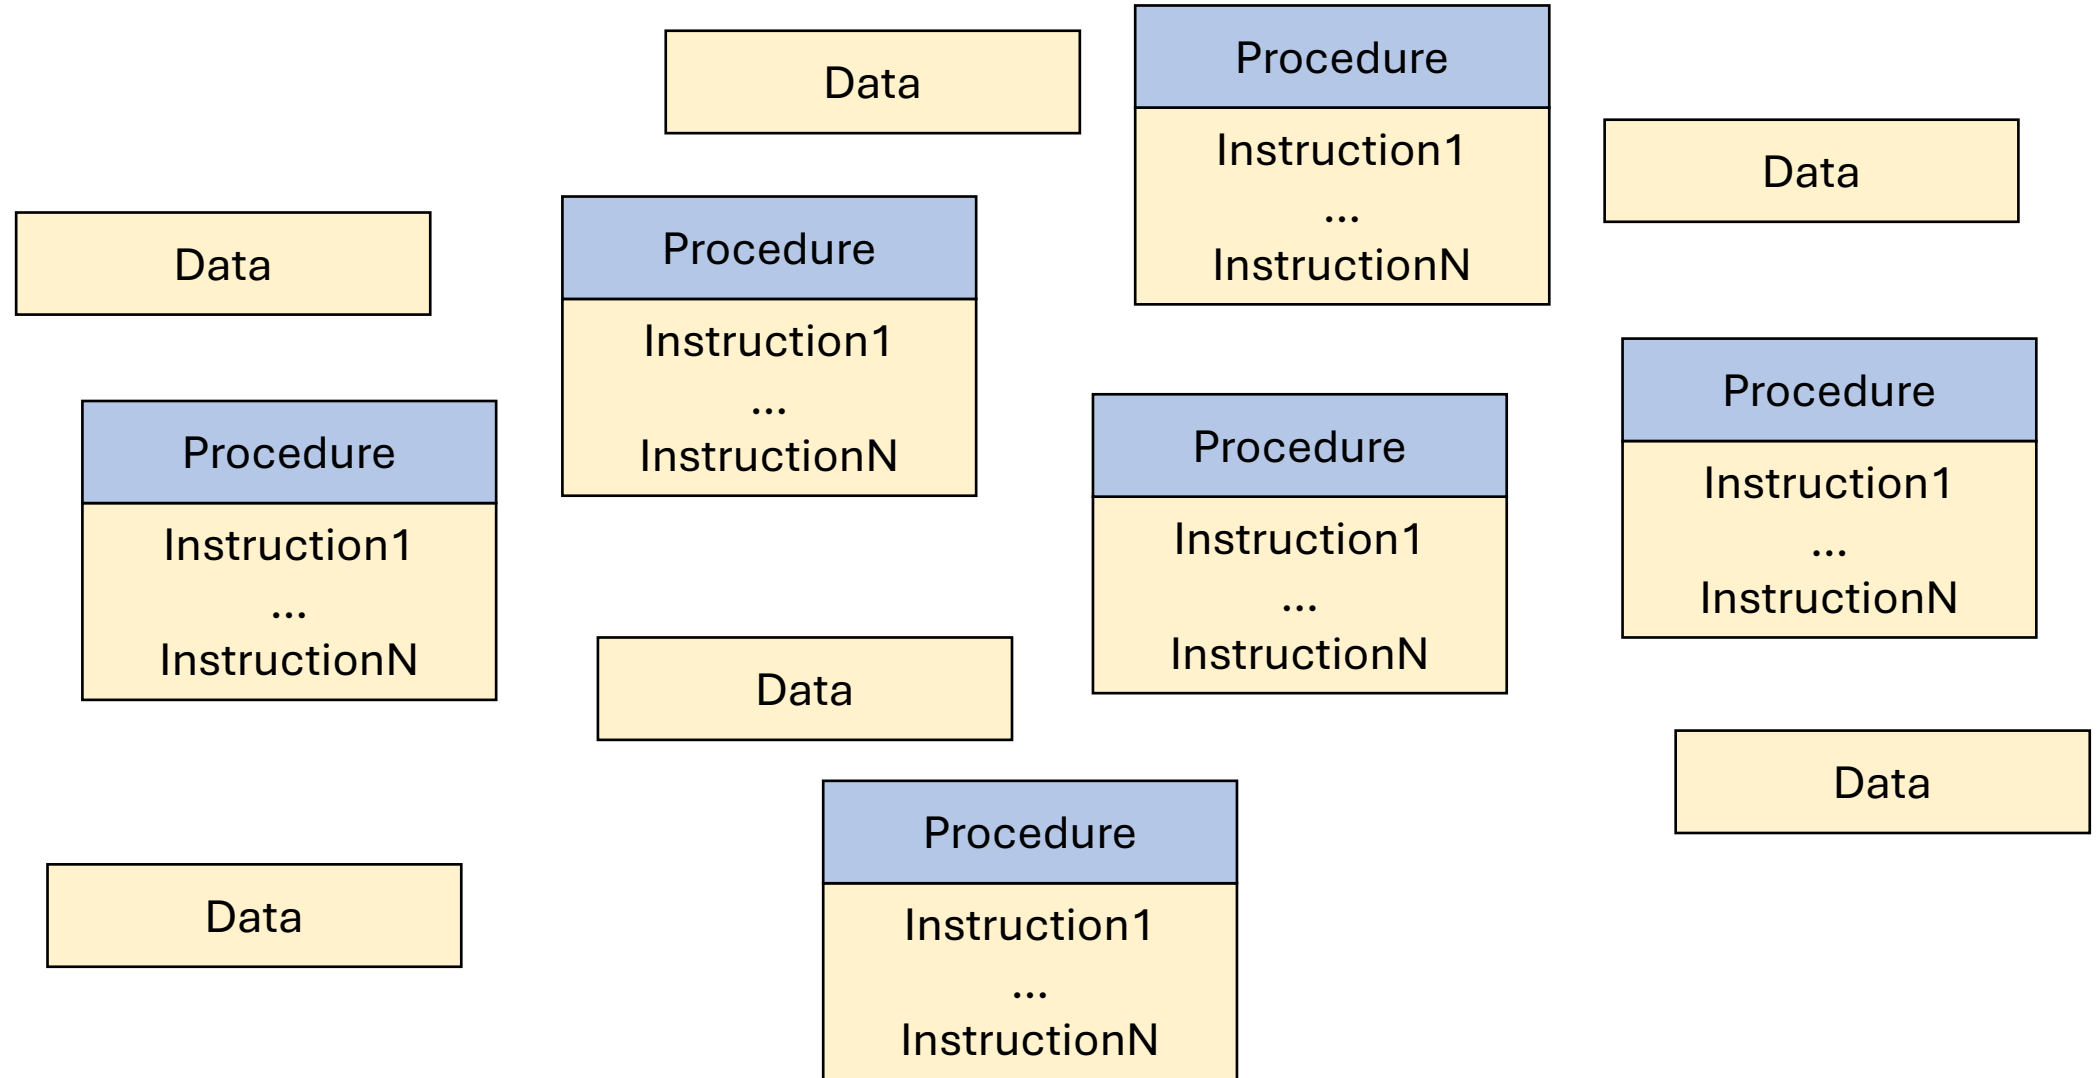 Data
Procedure
Instruction1
...
InstructionN
Data
Data
Procedure
Instruction1
...
InstructionN
Procedure
Instruction1
...
InstructionN
Procedure
Instruction1
...
InstructionN
Procedure
Instruction1
...
InstructionN
Data
Data
Procedure
Instruction1
...
InstructionN
Data